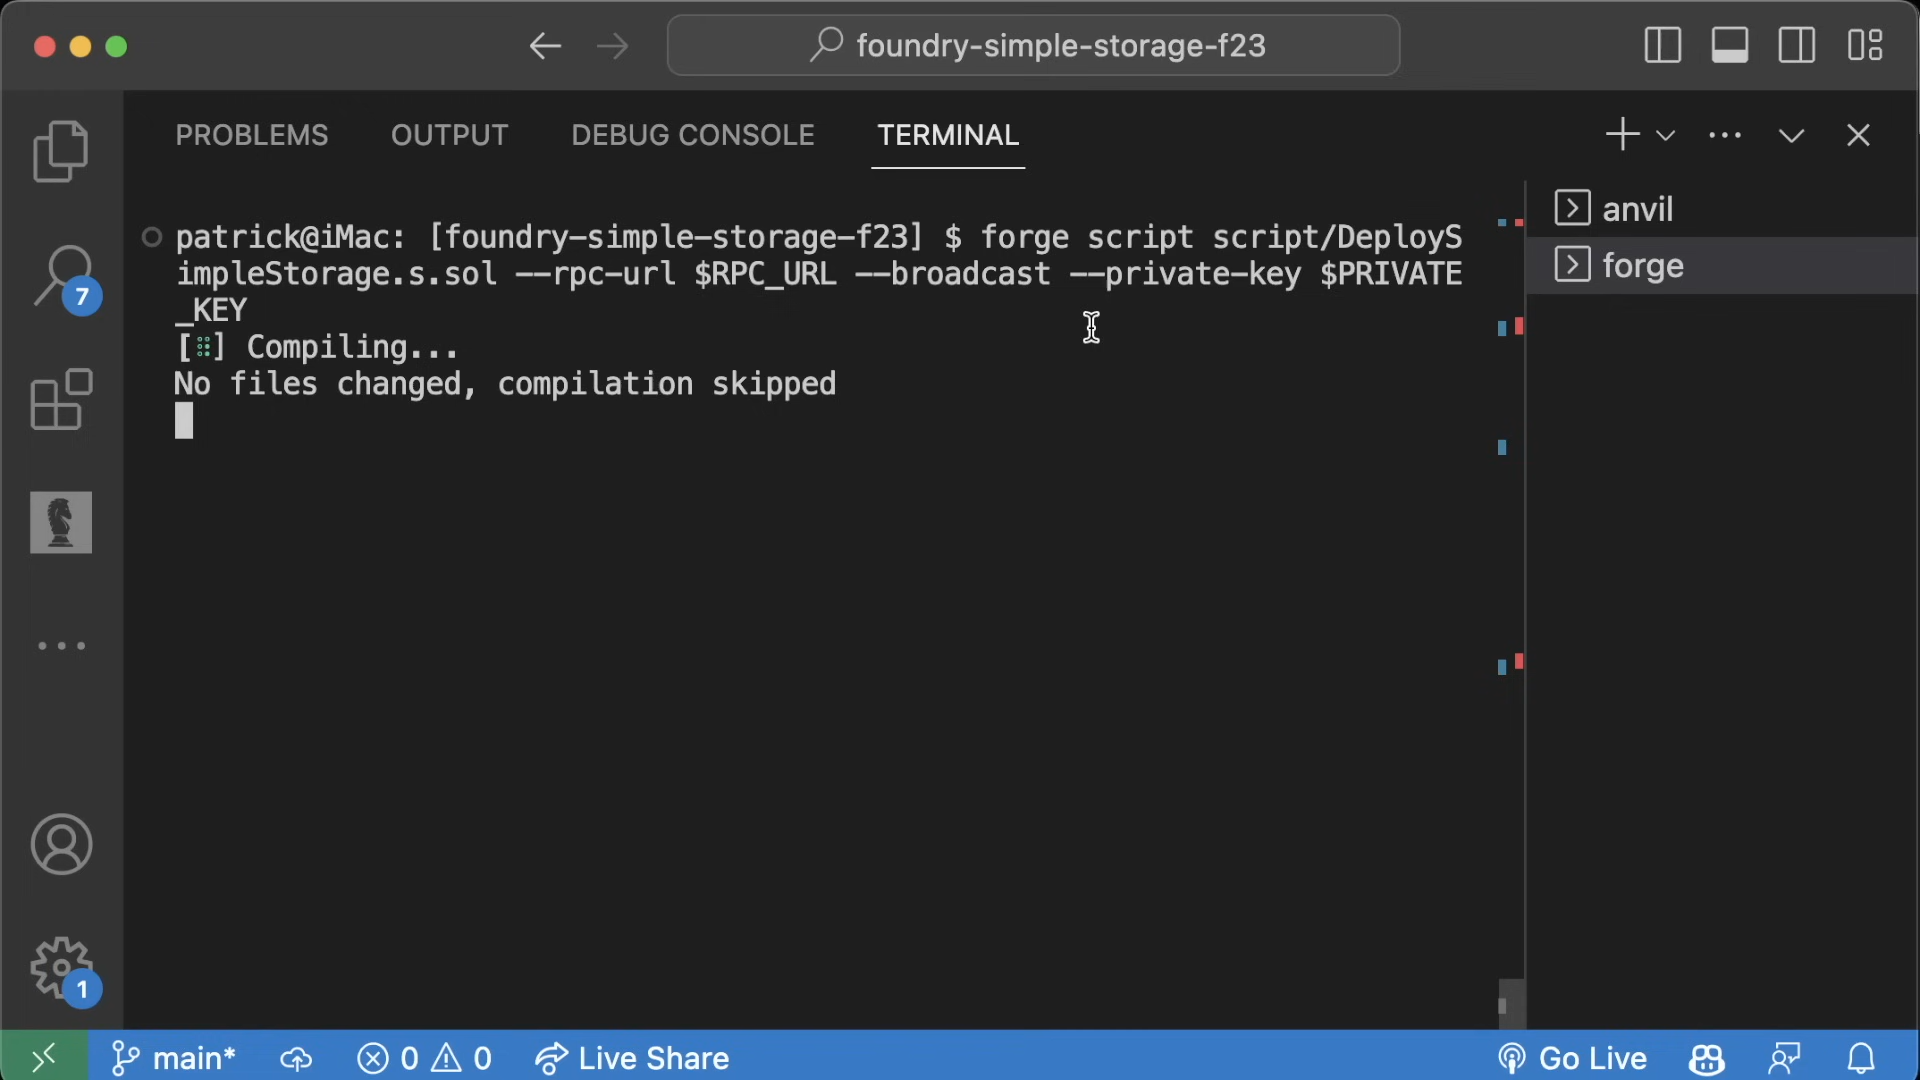 foundry-simple-storage-f23
PROBLEMS OUTPUT DEBUG CONSOLE TERMINAL
patrick@iMac: [foundry-simple-storage-f23] $ forge script script/DeployS
impleStorage.s.sol --rpc-url $RPC_URL --broadcast --private-key $PRIVATE
_KEY
[⠿] Compiling...
No files changed, compilation skipped
anvil
forge
7
1
main* 0 0 Live Share Go Live